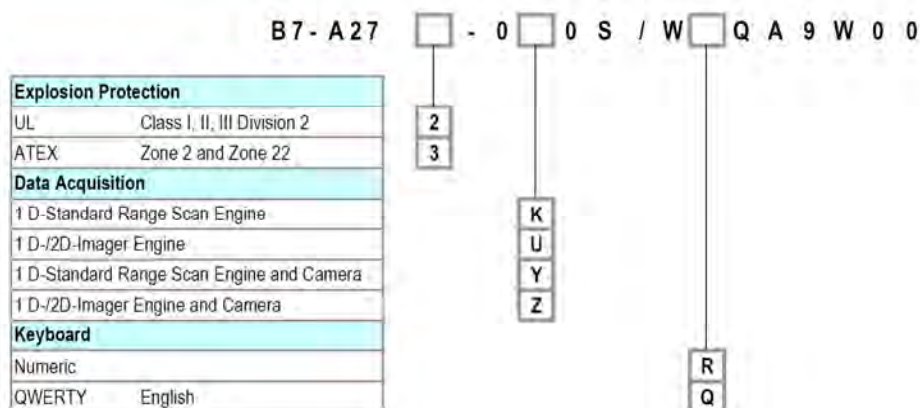 B7-A27 - 0 0 S / W Q A 9 W 0 0
Explosion Protection
UL Class I, II, III Division 2 2
ATEX Zone 2 and Zone 22 3
Data Acquisition
1 D-Standard Range Scan Engine K
1 D-/2D-Imager Engine U
1 D-Standard Range Scan Engine and Camera Y
1 D-/2D-Imager Engine and Camera Z
Keyboard
Numeric R
QWERTY English Q